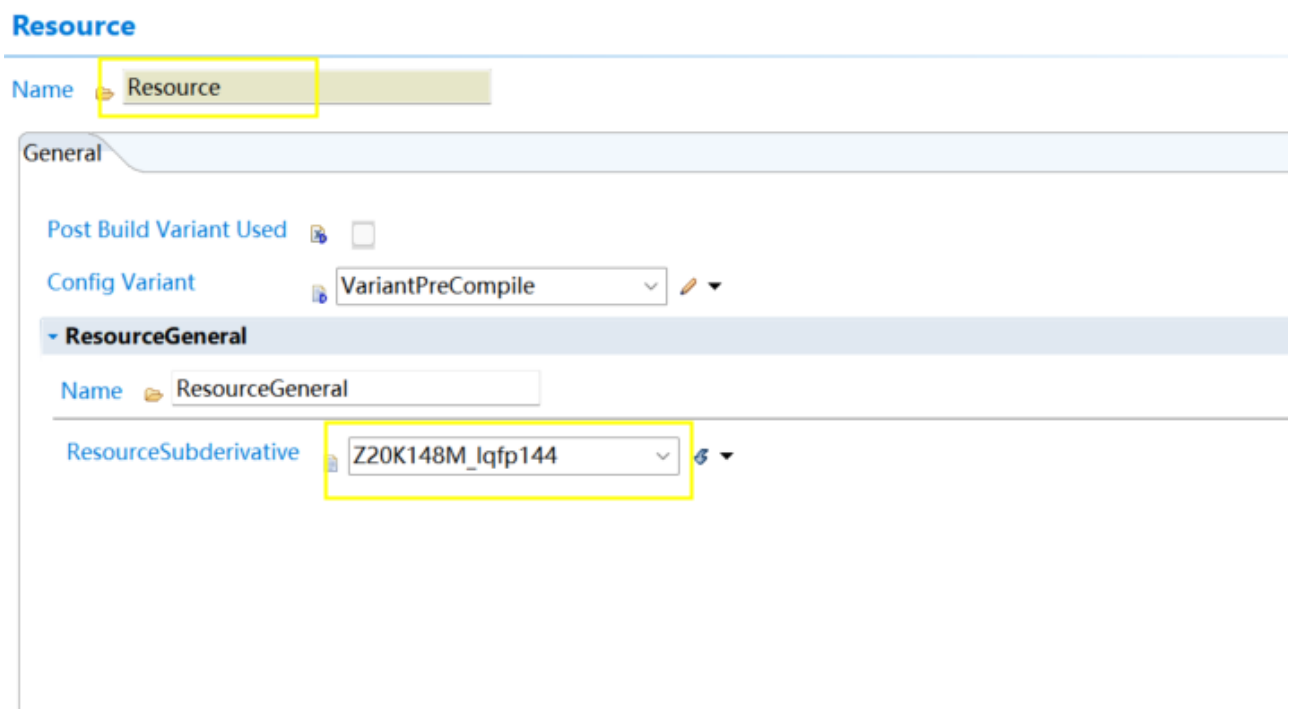 Resource
Name Resource
General
Post Build Variant Used
Config Variant VariantPreCompile
ResourceGeneral
Name ResourceGeneral
ResourceSubderivative Z20K148M_lqfp144